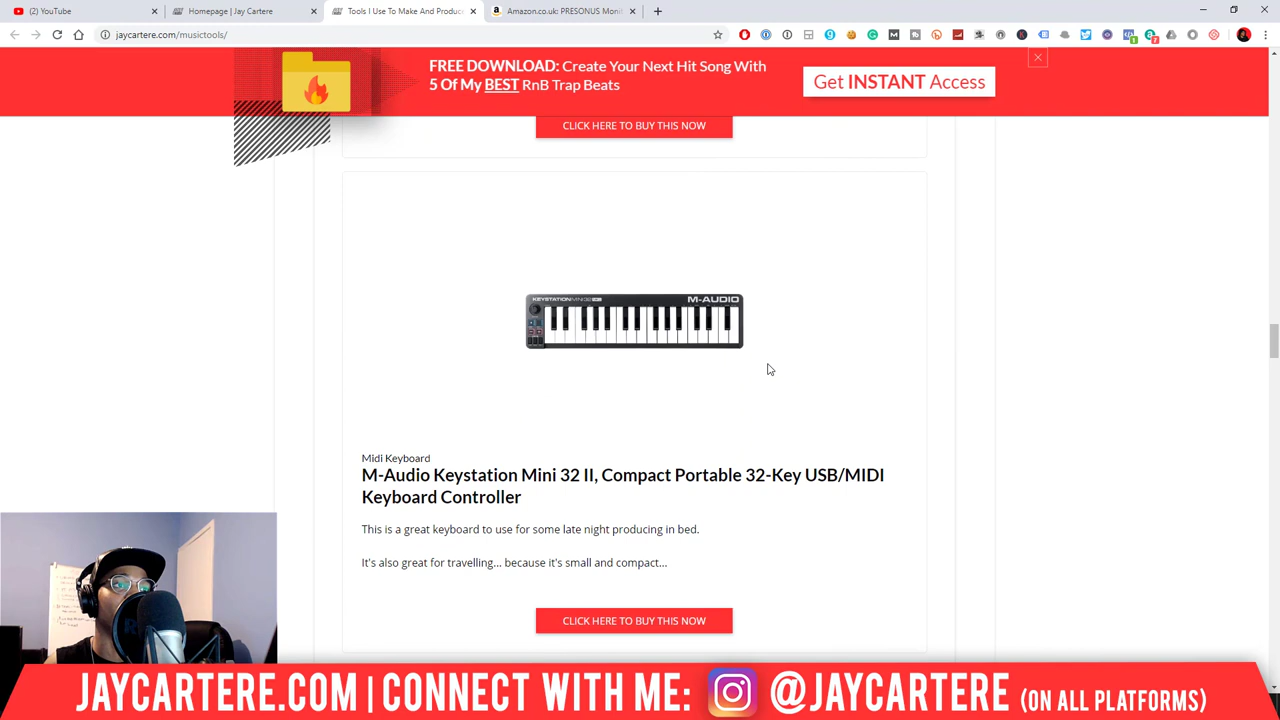 (2) YouTube
Homepage | Jay Cartere
Tools I Use To Make And Produc
Amazon.co.uk: PRESONUS Moni
jaycartere.com/musictools/
FREE DOWNLOAD: Create Your Next Hit Song With
5 Of My BEST RnB Trap Beats
Get INSTANT Access
CLICK HERE TO BUY THIS NOW
KEYSTATION MINI 32
M-AUDIO
Midi Keyboard
M-Audio Keystation Mini 32 II, Compact Portable 32-Key USB/MIDI
Keyboard Controller
This is a great keyboard to use for some late night producing in bed.
It's also great for travelling... because it's small and compact...
CLICK HERE TO BUY THIS NOW
JAYCARTERE.COM | CONNECT WITH ME: @JAYCARTERE (ON ALL PLATFORMS)